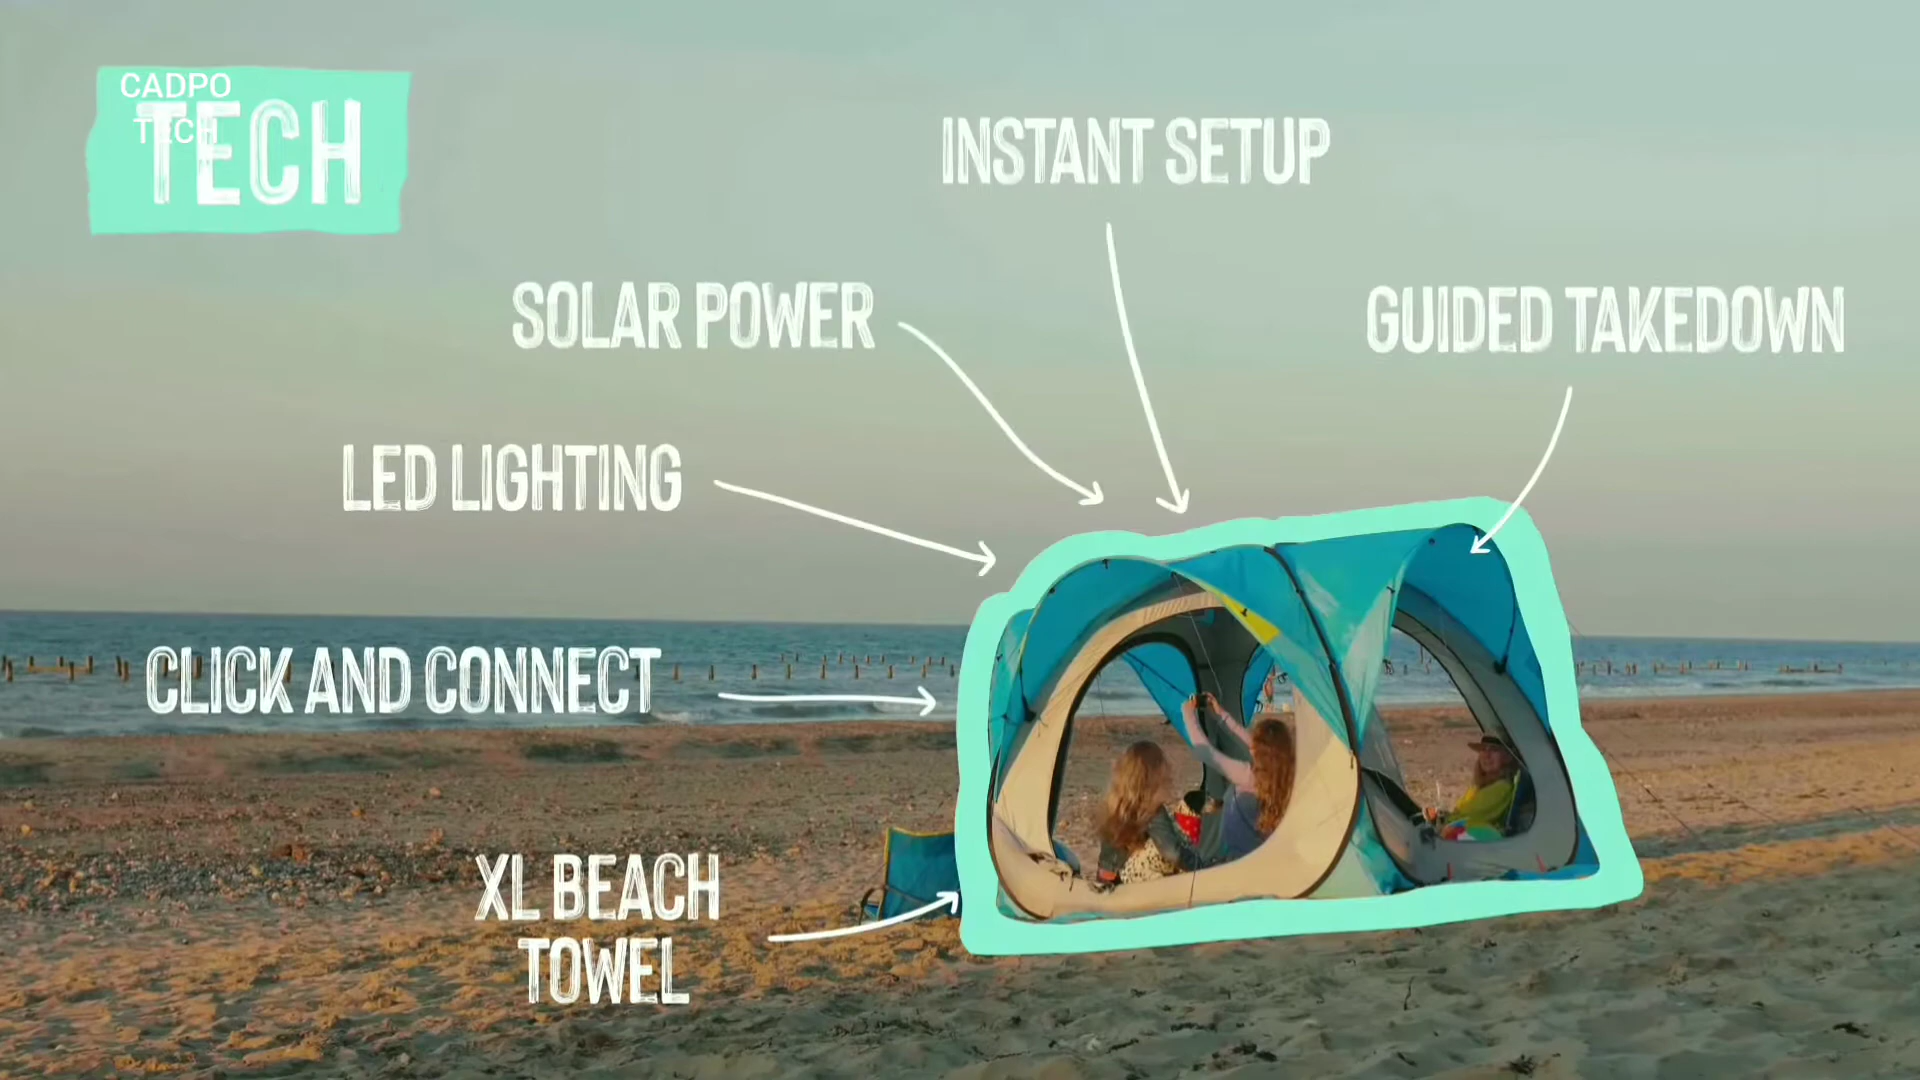 CADPO
TECH
TECH
INSTANT SETUP
SOLAR POWER
GUIDED TAKEDOWN
LED LIGHTING
CLICK AND CONNECT
XL BEACH
TOWEL